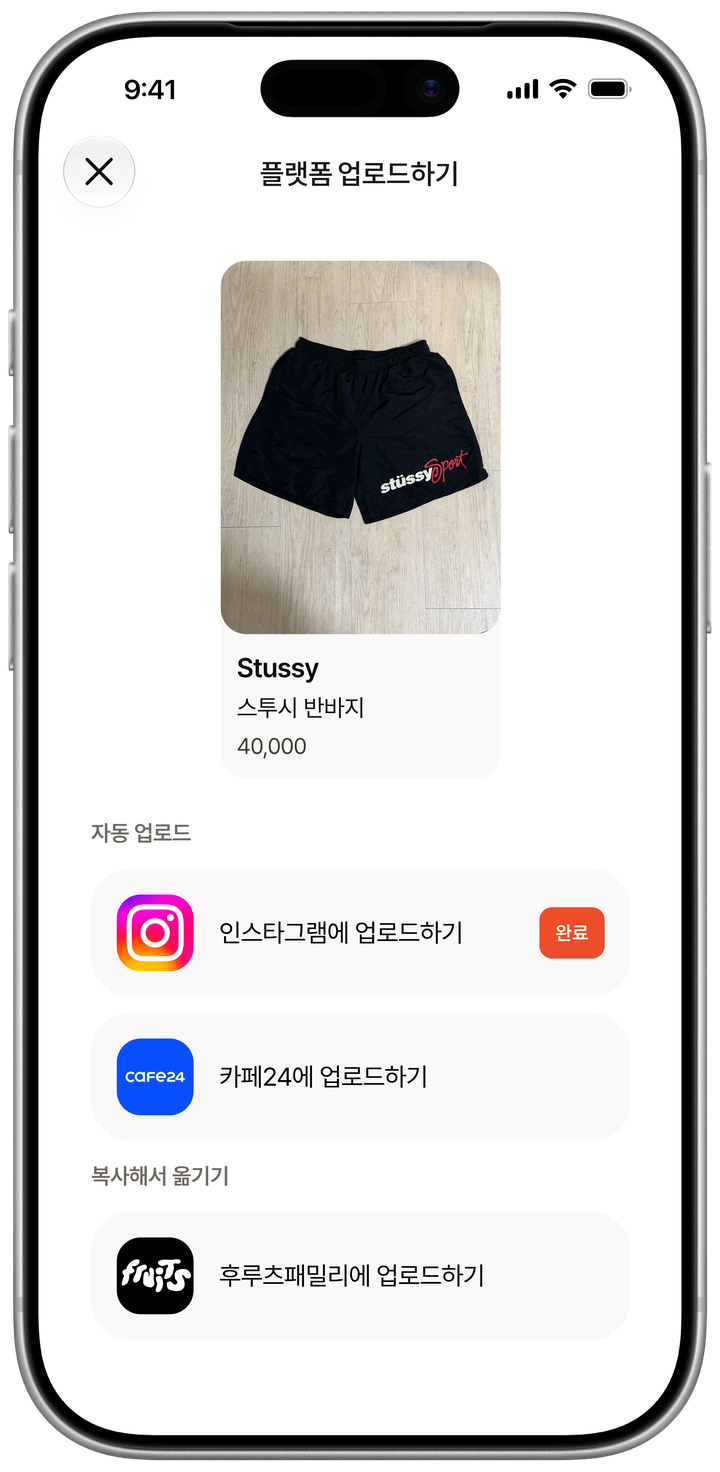 9:41
플랫폼 업로드하기
stüssy Sport
Stussy
스투시 반바지
40,000
자동 업로드
인스타그램에 업로드하기
완료
CAFe24
카페24에 업로드하기
복사해서 옮기기
fruiTS
후루츠패밀리에 업로드하기